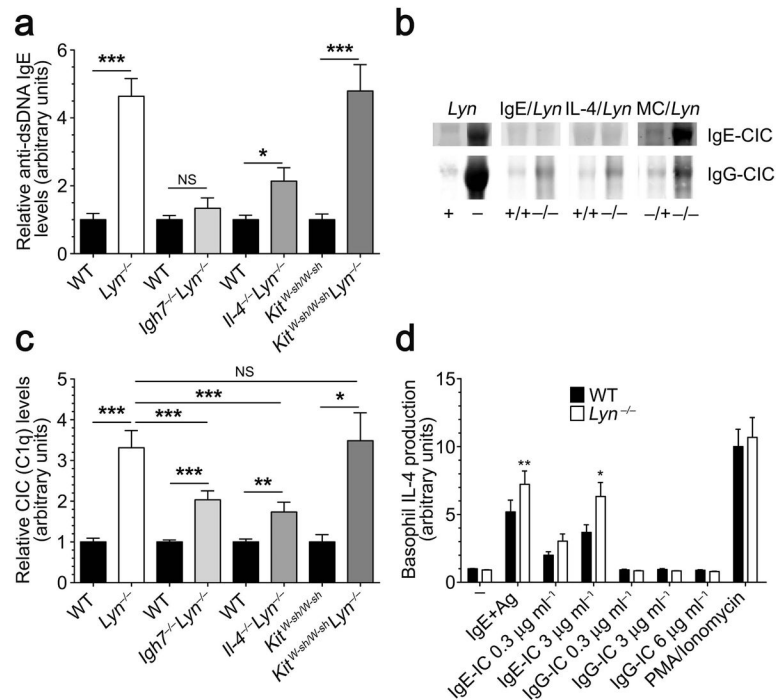 a
Relative anti-dsDNA IgE
levels (arbitrary units)
8
6
4
2
0
***
NS
*
***
WT
Lyn–/–
WT
Igh7–/–Lyn–/–
WT
Il-4–/–Lyn–/–
KitW-sh/W-sh
KitW-sh/W-shLyn–/–
b
Lyn IgE/Lyn IL-4/Lyn MC/Lyn
IgE-CIC
IgG-CIC
+ – +/+ –/– +/+ –/– –/+ –/–
c
Relative CIC (C1q) levels
(arbitrary units)
5
4
3
2
1
0
NS
***
***
***
*
***
**
WT
Lyn–/–
WT
Igh7–/–Lyn–/–
WT
Il-4–/–Lyn–/–
KitW-sh/W-sh
KitW-sh/W-shLyn–/–
d
Basophil IL-4 production
(arbitrary units)
15
10
5
0
WT
Lyn–/–
**
*
–
IgE+Ag
IgE-IC 0.3 µg ml–1
IgE-IC 3 µg ml–1
IgG-IC 0.3 µg ml–1
IgG-IC 3 µg ml–1
IgG-IC 6 µg ml–1
PMA/Ionomycin